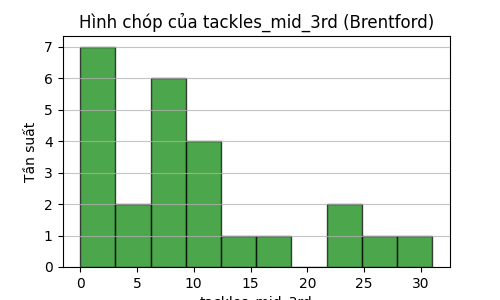 Hình chóp của tackles_mid_3rd (Brentford)
Tần suất
7
6
5
4
3
2
1
0
0 5 10 15 20 25 30
tackles_mid_3rd